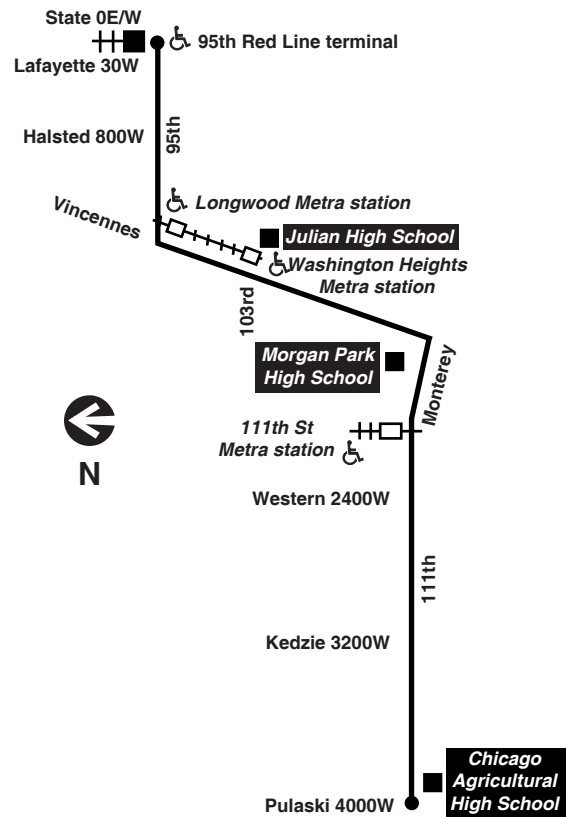 State 0E/W
95th Red Line terminal
Lafayette 30W
Halsted 800W
95th
Longwood Metra station
Vincennes
Julian High School
Washington Heights
Metra station
103rd
Morgan Park
High School
Monterey
111th St
Metra station
N
Western 2400W
111th
Kedzie 3200W
Chicago
Agricultural
High School
Pulaski 4000W